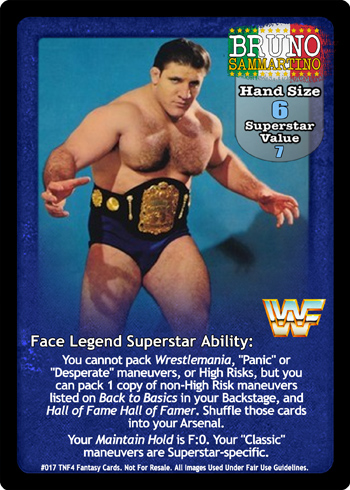 BRUNO
SAMMARTINO
Hand Size
6
Superstar
Value
7
WF
Face Legend Superstar Ability:
You cannot pack Wrestlemania, "Panic" or
"Desperate" maneuvers, or High Risks, but you
can pack 1 copy of non-High Risk maneuvers
listed on Back to Basics in your Backstage, and
Hall of Fame Hall of Famer. Shuffle those cards
into your Arsenal.
Your Maintain Hold is F:0. Your "Classic"
maneuvers are Superstar-specific.
#017 TNF4 Fantasy Cards. Not For Resale. All Images Used Under Fair Use Guidelines.